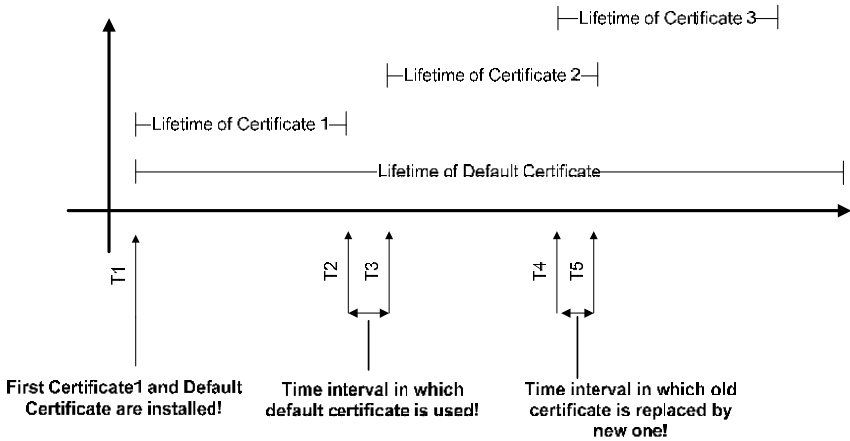 Lifetime of Certificate 3
Lifetime of Certificate 2
Lifetime of Certificate 1
Lifetime of Default Certificate
T1
T2
T3
T4
T5
First Certificate1 and Default
Certificate are installed!
Time interval in which
default certificate is used!
Time interval in which old
certificate is replaced by
new one!